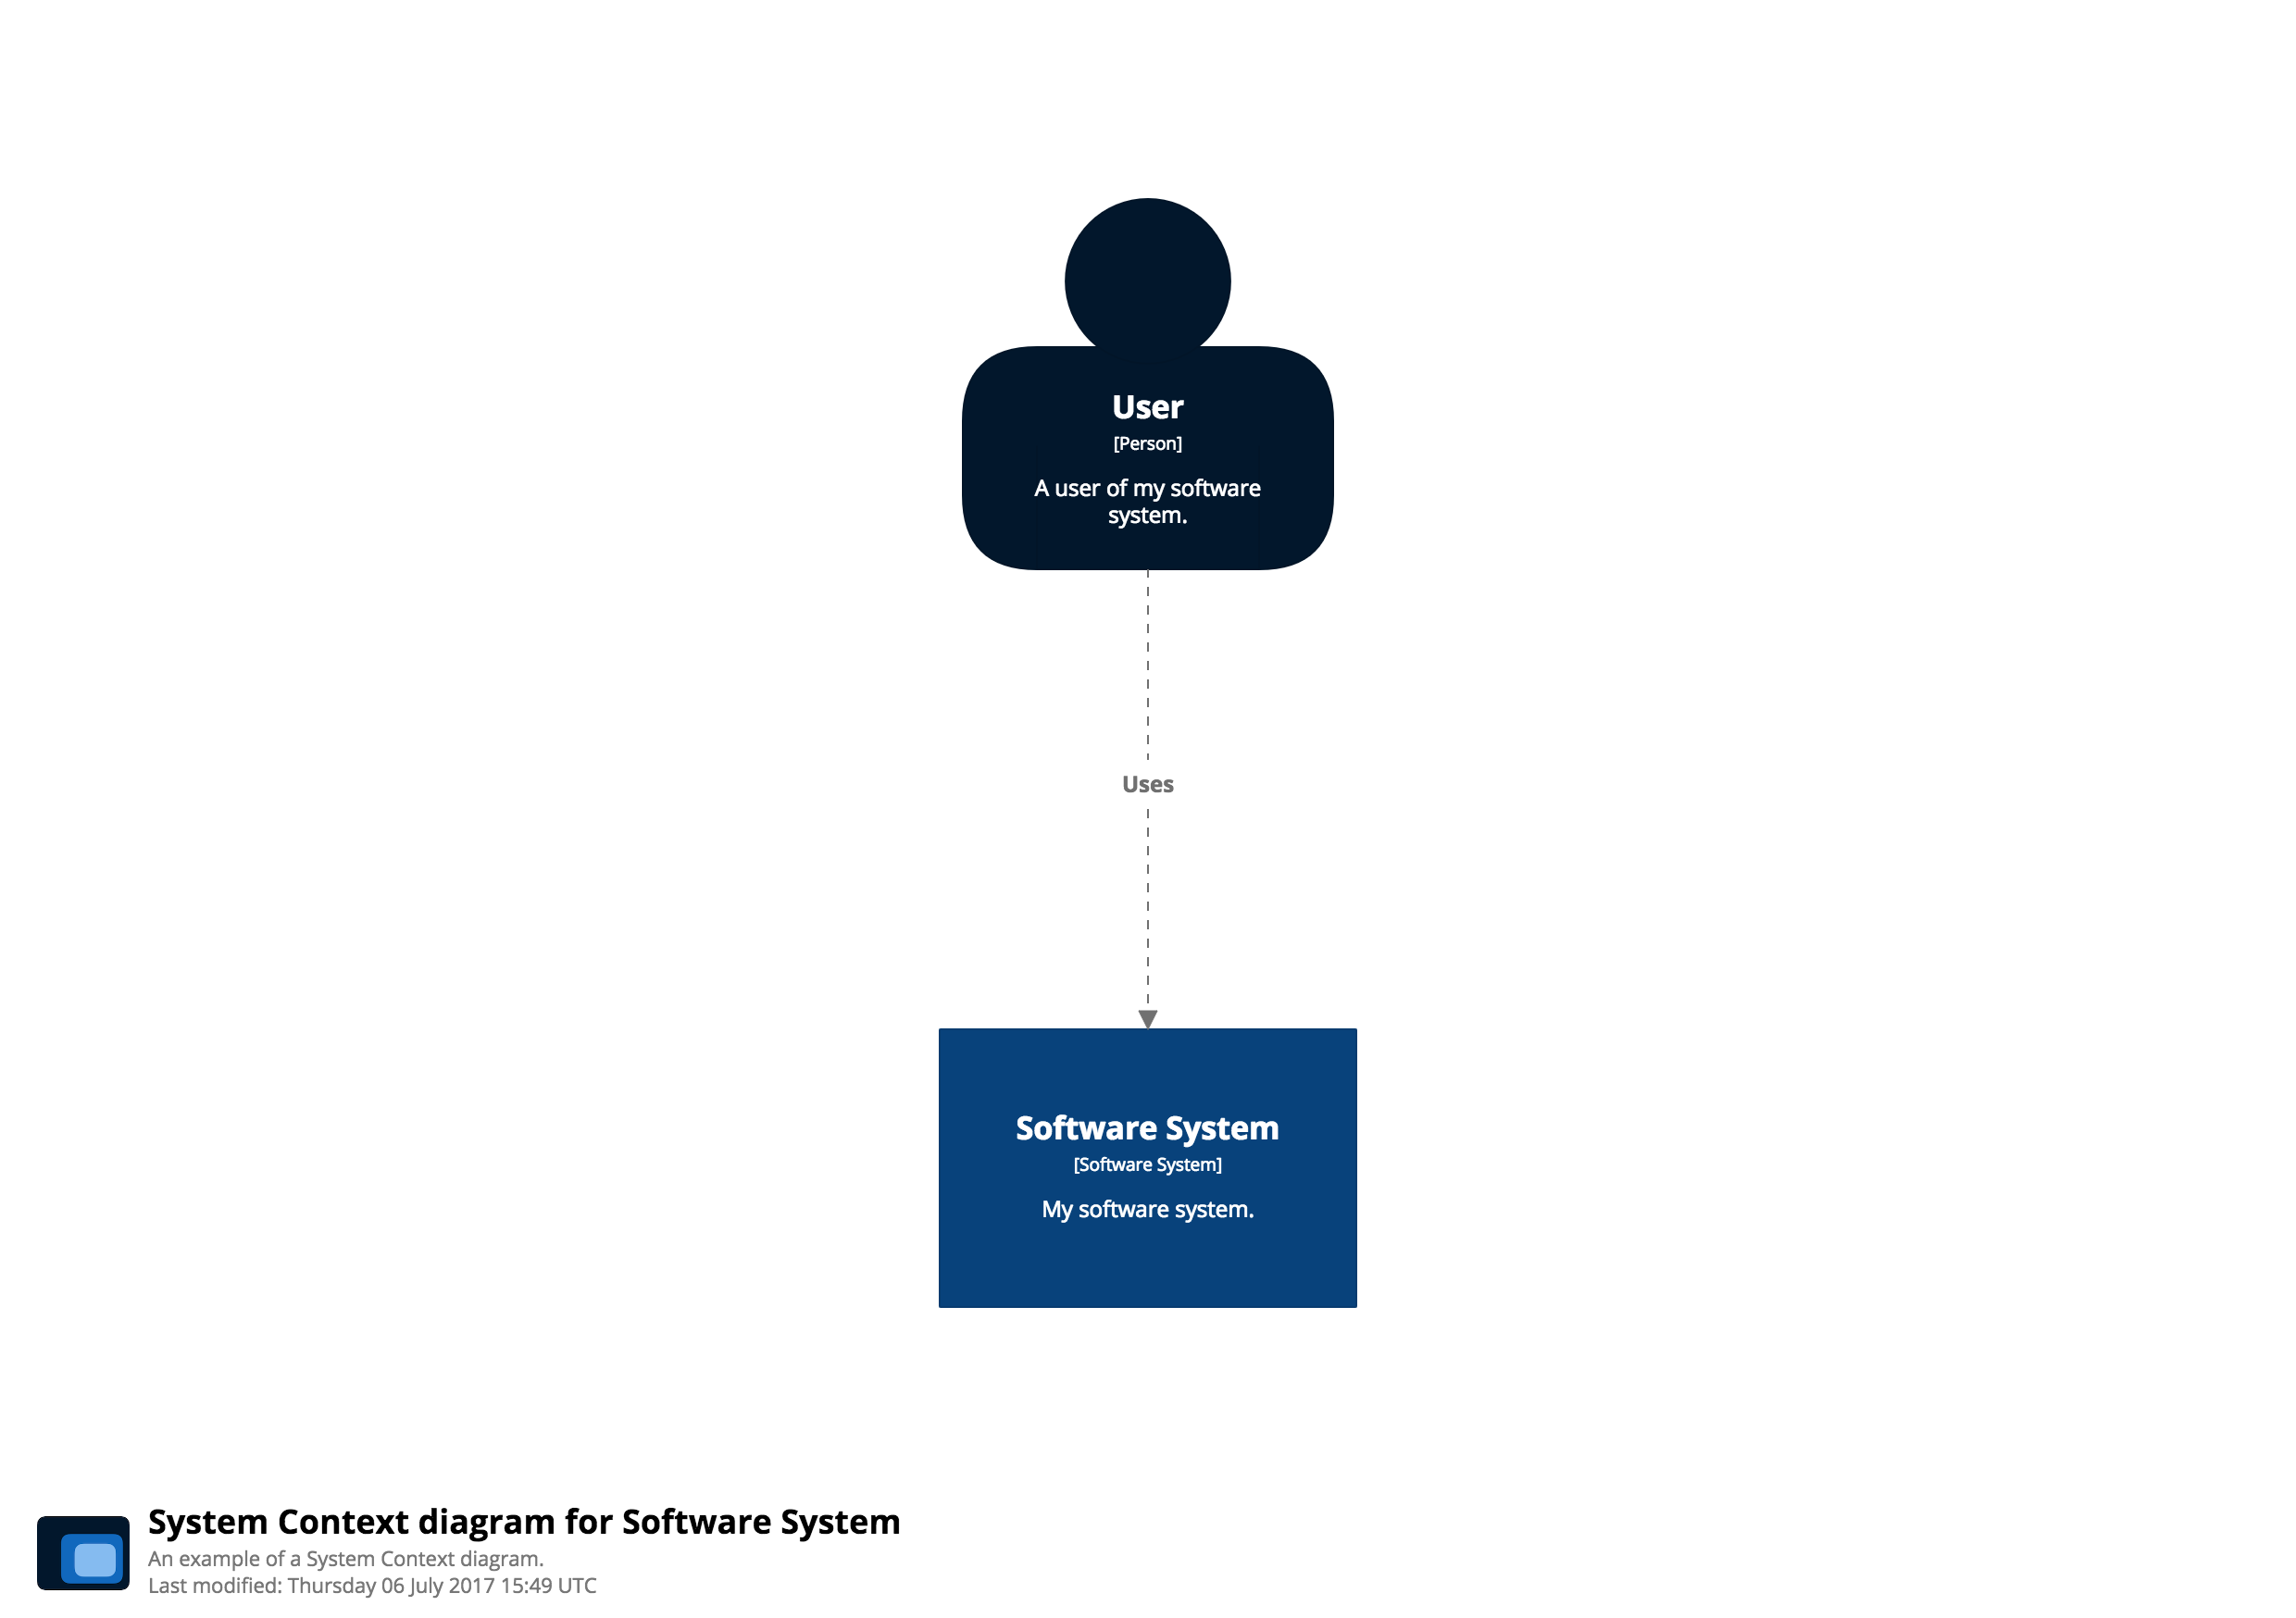 User
[Person]
A user of my software
system.
Uses
Software System
[Software System]
My software system.
System Context diagram for Software System
An example of a System Context diagram.
Last modified: Thursday 06 July 2017 15:49 UTC